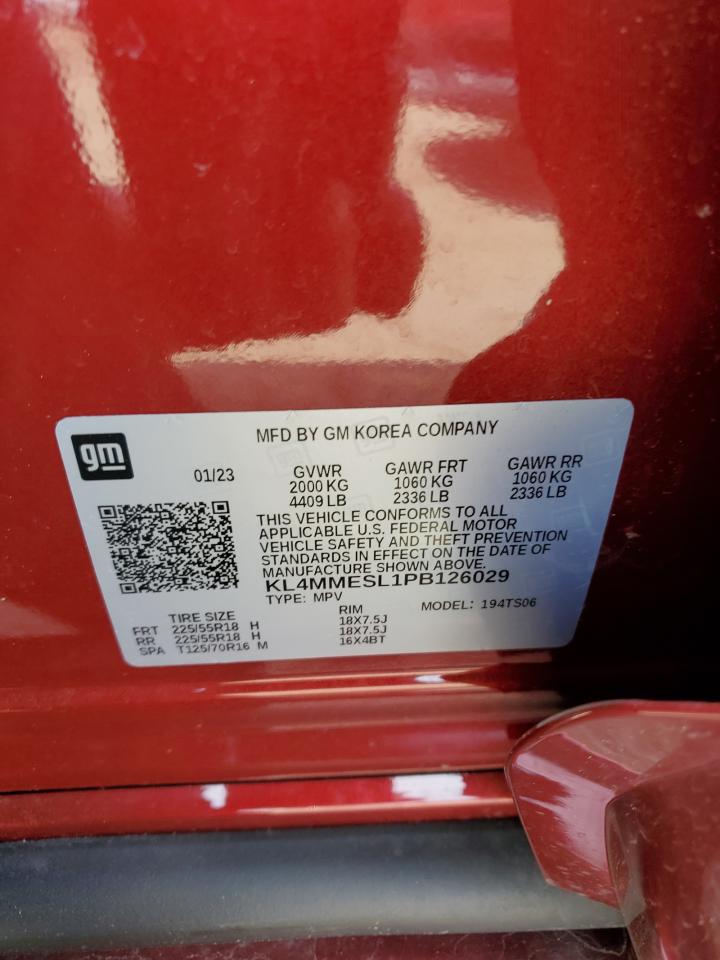 gm
MFD BY GM KOREA COMPANY
01/23
GVWR GAWR FRT GAWR RR
2000 KG 1060 KG 1060 KG
4409 LB 2336 LB 2336 LB
THIS VEHICLE CONFORMS TO ALL
APPLICABLE U.S. FEDERAL MOTOR
VEHICLE SAFETY AND THEFT PREVENTION
STANDARDS IN EFFECT ON THE DATE OF
MANUFACTURE SHOWN ABOVE.
KL4MMESL1PB126029
TYPE: MPV MODEL: 194TS06
TIRE SIZE RIM
FRT 225/55R18 H 18X7.5J
RR 225/55R18 H 18X7.5J
SPA T125/70R16 M 16X4BT